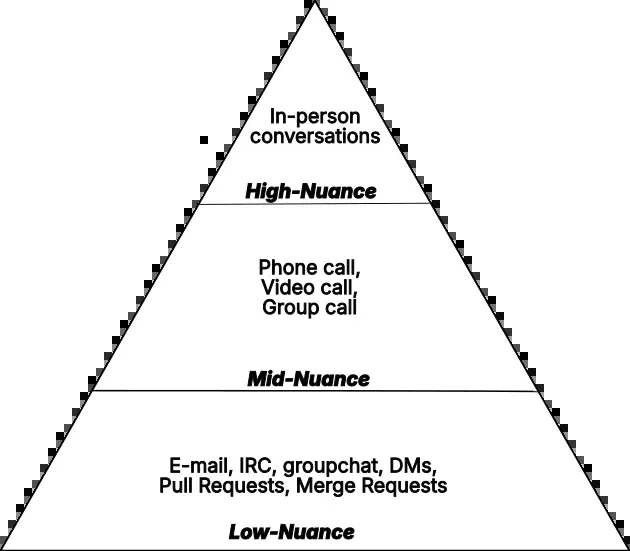 In-person
conversations
High-Nuance
Phone call,
Video call,
Group call
Mid-Nuance
E-mail, IRC, groupchat, DMs,
Pull Requests, Merge Requests
Low-Nuance